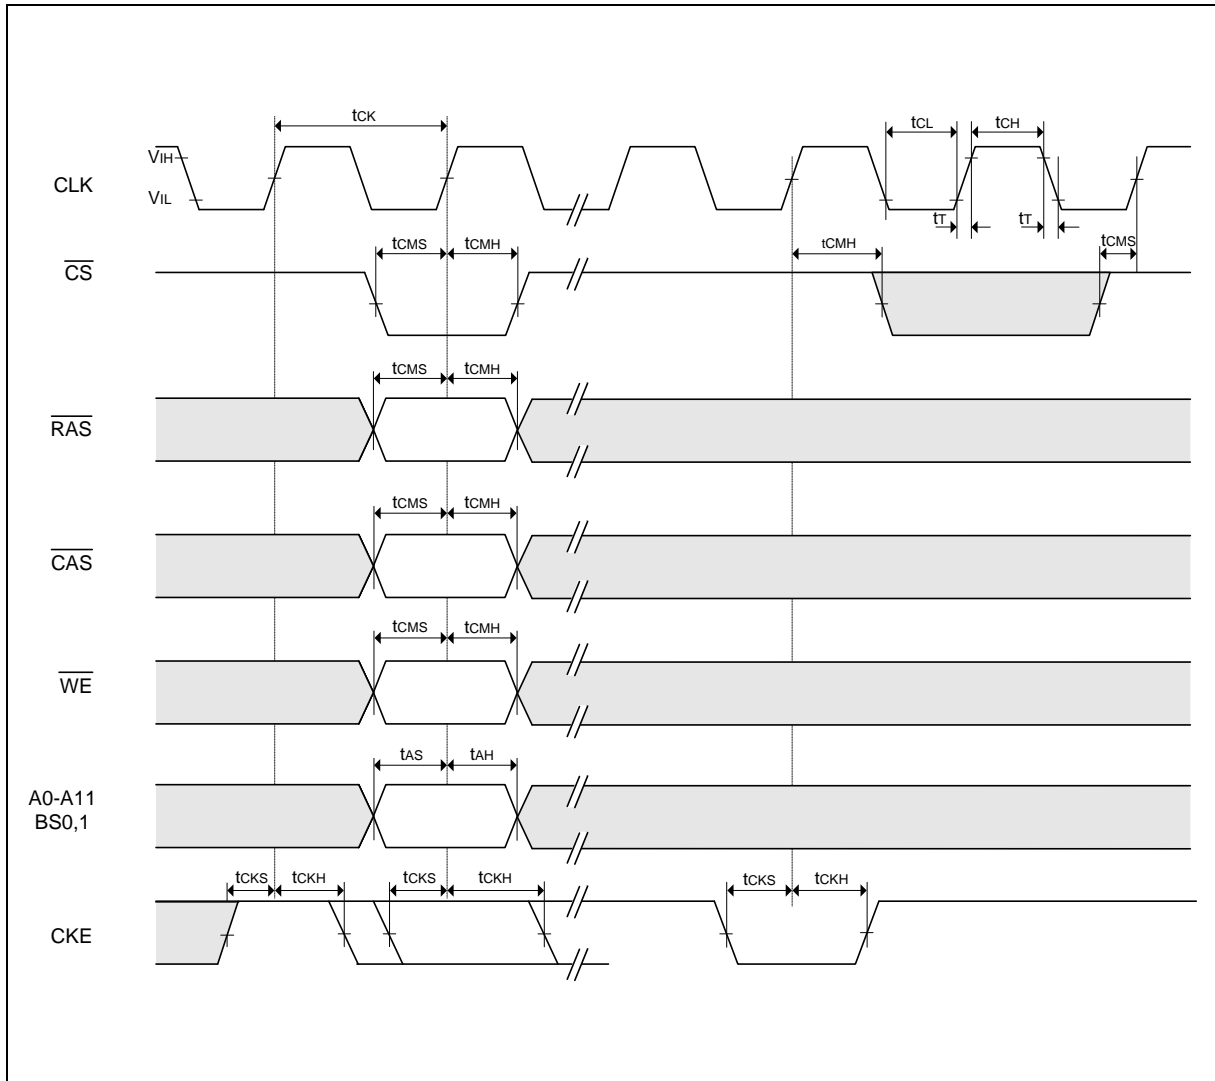 tCK
tCL
tCH
VIH
CLK
VIL
tT
tT
tCMS
tCMH
tCMH
tCMS
CS
tCMS
tCMH
RAS
tCMS
tCMH
CAS
tCMS
tCMH
WE
tAS
tAH
A0-A11
BS0,1
tCKS
tCKH
tCKS
tCKH
tCKS
tCKH
CKE